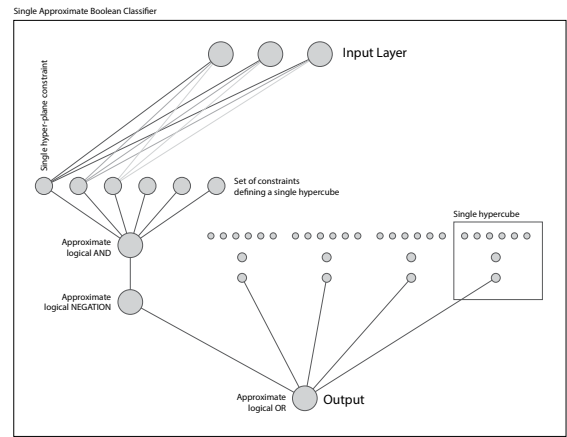 Single Approximate Boolean Classifier
Input Layer
Single hyper-plane constraint
Set of constraints
defining a single hypercube
Single hypercube
Approximate
logical AND
Approximate
logical NEGATION
Approximate
logical OR
Output